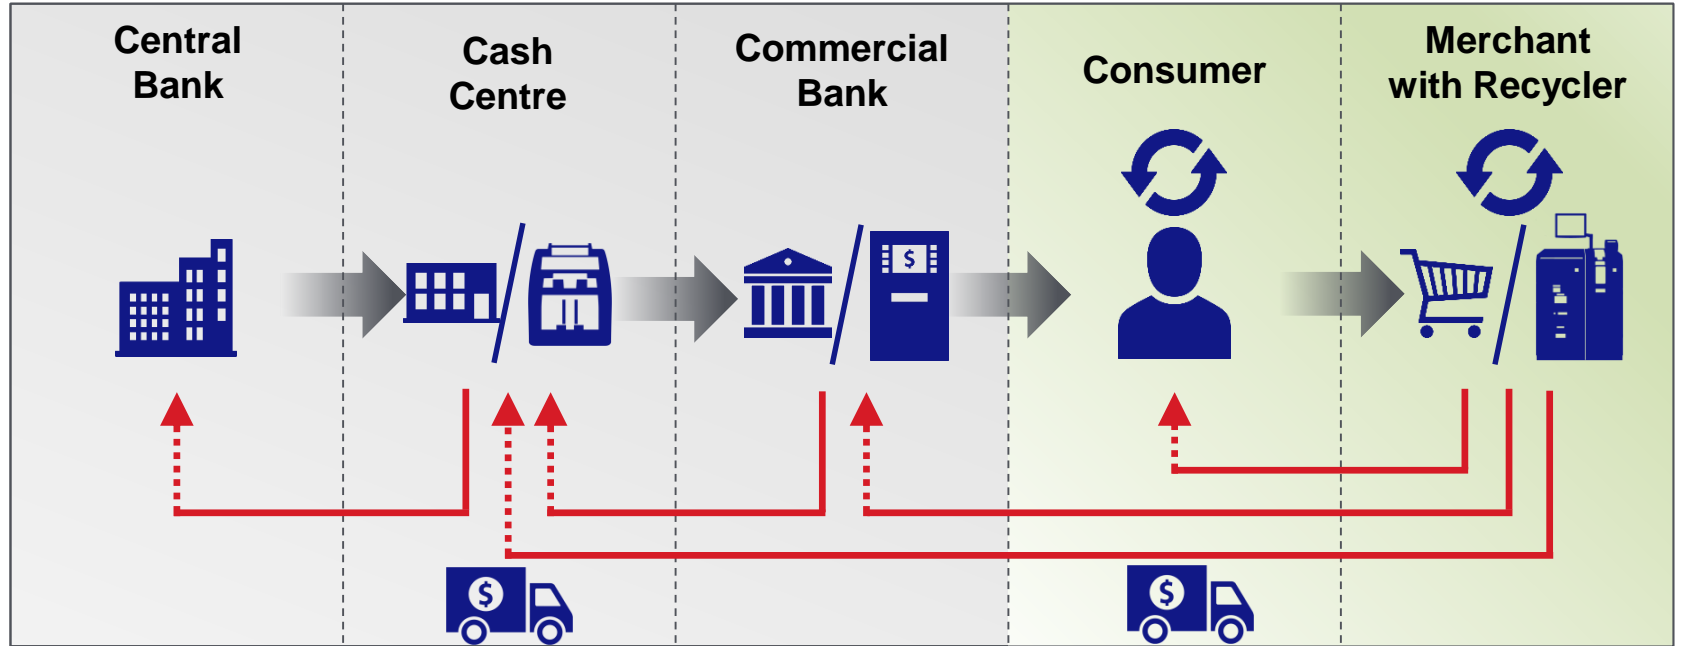 Central
Bank
Cash
Centre
Commercial
Bank
Consumer
Merchant
with Recycler
$
$
$